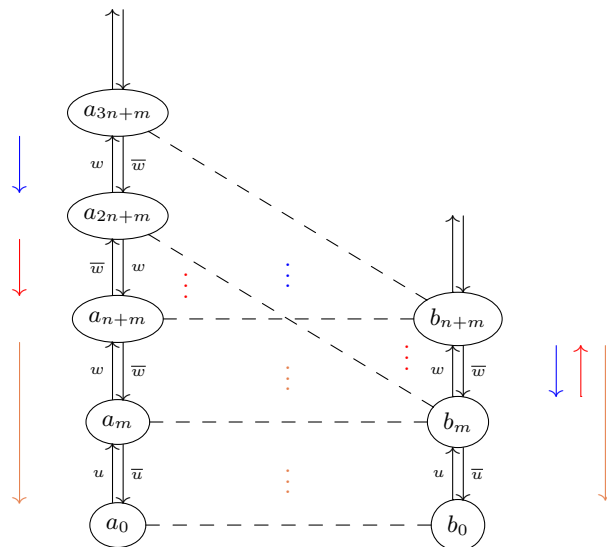 a_{3n+m}
w \overline{w}
a_{2n+m}
\overline{w} w
a_{n+m} b_{n+m}
w \overline{w} w \overline{w}
a_m b_m
u \overline{u} u \overline{u}
a_0 b_0